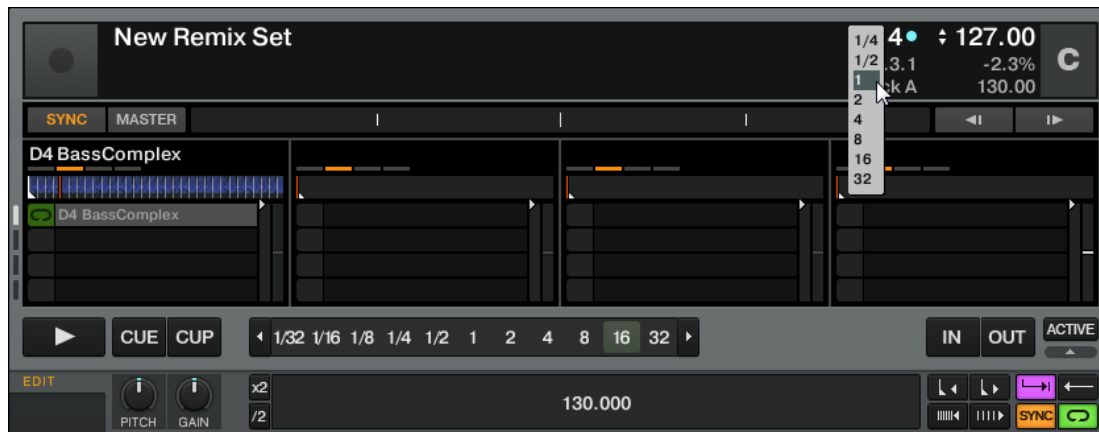 New Remix Set
1/4
1/2
1
2
4
8
16
32
4
.3.1
ck A
127.00
-2.3%
130.00
C
SYNC MASTER
D4 BassComplex
D4 BassComplex
CUE CUP 1/32 1/16 1/8 1/4 1/2 1 2 4 8 16 32 IN OUT ACTIVE
EDIT
PITCH GAIN
x2
/2
130.000
SYNC